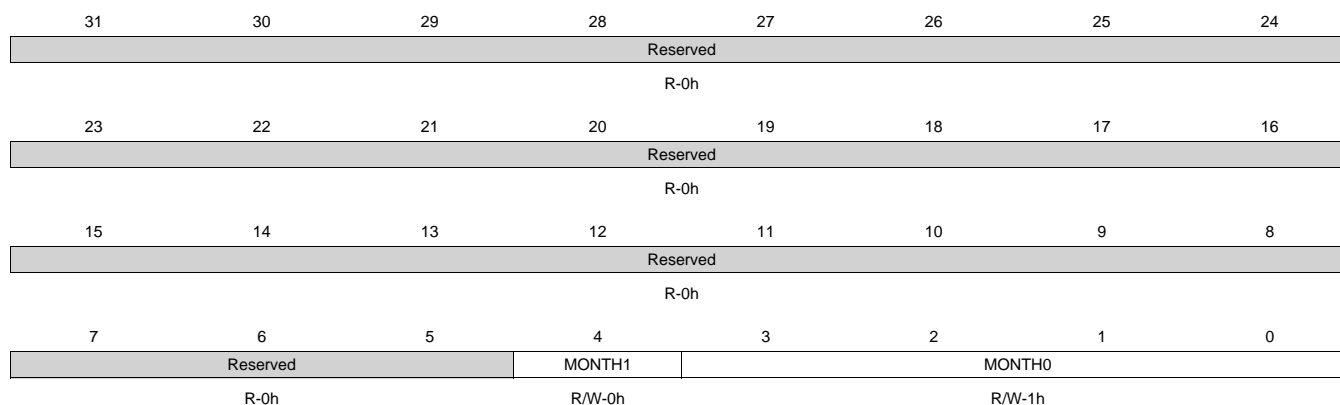 31 30 29 28 27 26 25 24
Reserved
R-0h
23 22 21 20 19 18 17 16
Reserved
R-0h
15 14 13 12 11 10 9 8
Reserved
R-0h
7 6 5 4 3 2 1 0
Reserved MONTH1 MONTH0
R-0h R/W-0h R/W-1h